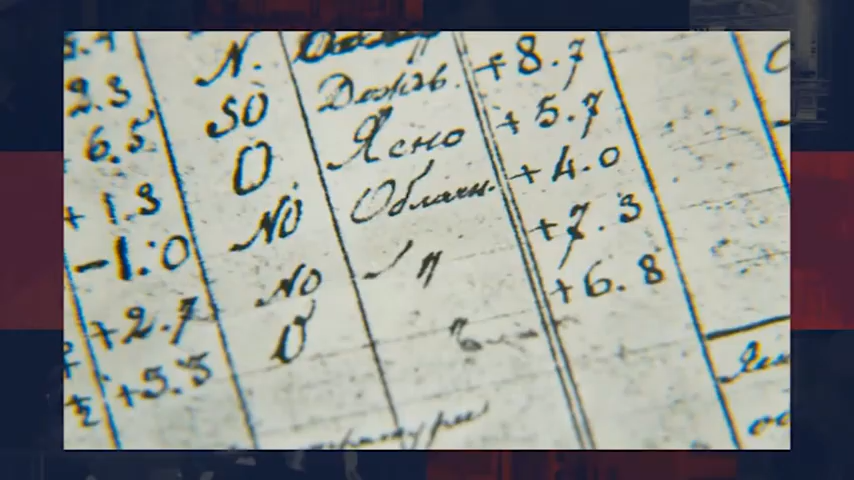 2.3 N.
6.5 SO Дождь. +8.7
+1.3 O Ясно +5.7
-1.0 NO Облачн. +4.0
+2.7 NO — 〃 +7.3
+5.5 O +6.8